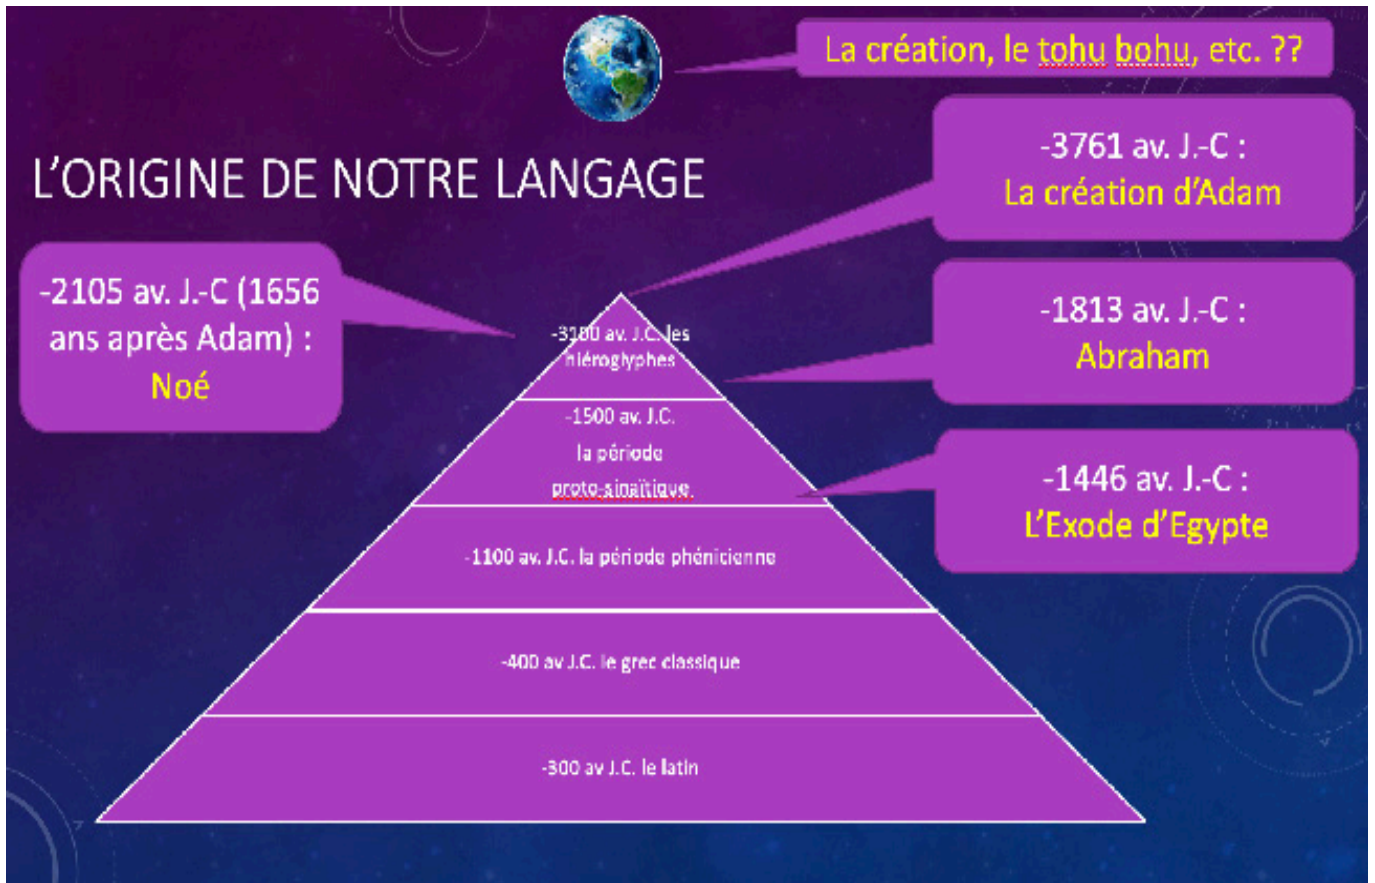 La création, le tohu bohu, etc. ??
L'ORIGINE DE NOTRE LANGAGE
-3761 av. J.-C :
La création d'Adam
-2105 av. J.-C (1656
ans après Adam) :
Noé
-1813 av. J.-C :
Abraham
-1446 av. J.-C :
L'Exode d'Egypte
-3100 av. J.C. les
hiéroglyphes
-1500 av. J.C.
la période
proto-sinaïtique
-1100 av. J.C. la période phénicienne
-400 av J.C. le grec classique
-300 av J.C. le latin